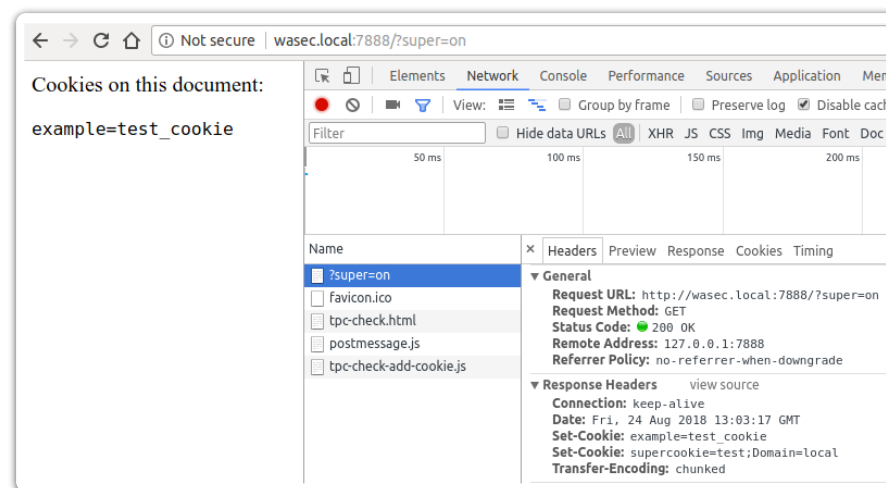 Not secure | wasec.local:7888/?super=on
Cookies on this document:
example=test_cookie
Elements Network Console Performance Sources Application Mer
View: Group by frame Preserve log Disable cach
Filter Hide data URLs All XHR JS CSS Img Media Font Doc
50 ms 100 ms 150 ms 200 ms
Name
?super=on
favicon.ico
tpc-check.html
postmessage.js
tpc-check-add-cookie.js
× Headers Preview Response Cookies Timing
General
Request URL: http://wasec.local:7888/?super=on
Request Method: GET
Status Code: 200 OK
Remote Address: 127.0.0.1:7888
Referrer Policy: no-referrer-when-downgrade
Response Headers view source
Connection: keep-alive
Date: Fri, 24 Aug 2018 13:03:17 GMT
Set-Cookie: example=test_cookie
Set-Cookie: supercookie=test;Domain=local
Transfer-Encoding: chunked